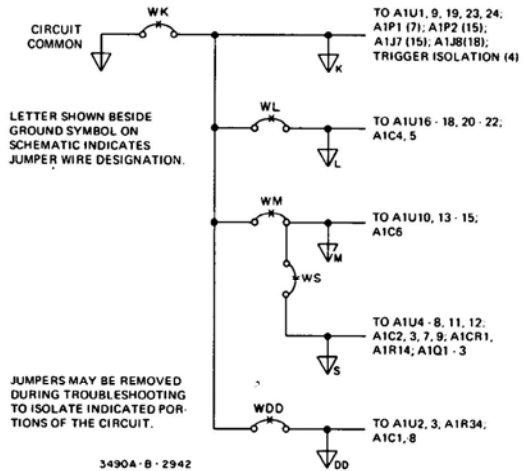 WK
CIRCUIT
COMMON
K
TO A1U1, 9, 19, 23, 24;
A1P1 (7); A1P2 (15);
A1J7 (15); A1J8(18);
TRIGGER ISOLATION (4)
LETTER SHOWN BESIDE
GROUND SYMBOL ON
SCHEMATIC INDICATES
JUMPER WIRE DESIGNATION.
WL
L
TO A1U16 - 18, 20 - 22;
A1C4, 5
WM
M
TO A1U10, 13 - 15;
A1C6
WS
S
TO A1U4 - 8, 11, 12;
A1C2, 3, 7, 9; A1CR1,
A1R14; A1Q1 - 3
JUMPERS MAY BE REMOVED
DURING TROUBLESHOOTING
TO ISOLATE INDICATED POR-
TIONS OF THE CIRCUIT.
WDD
DD
TO A1U2, 3, A1R34;
A1C1, 8
3490A - B - 2942